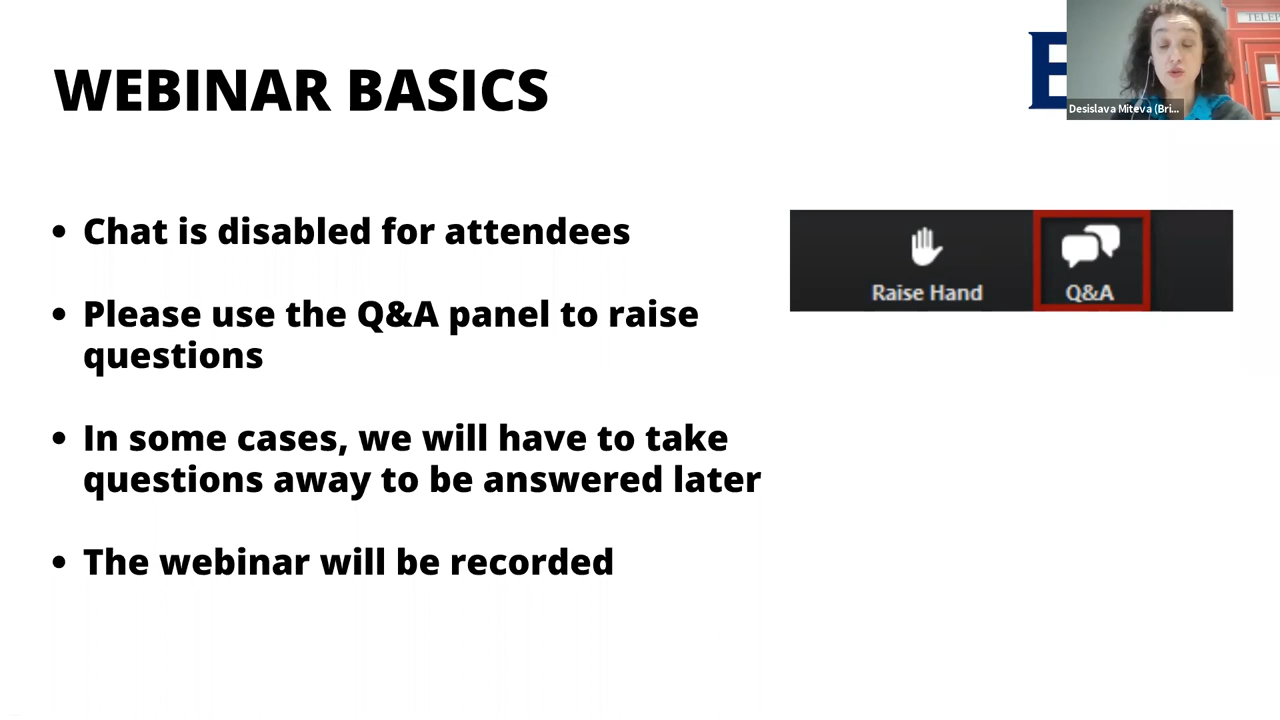 WEBINAR BASICS
E
TELEP
Desislava Miteva (Bri...
• Chat is disabled for attendees
• Please use the Q&A panel to raise
questions
• In some cases, we will have to take
questions away to be answered later
• The webinar will be recorded
Raise Hand
Q&A